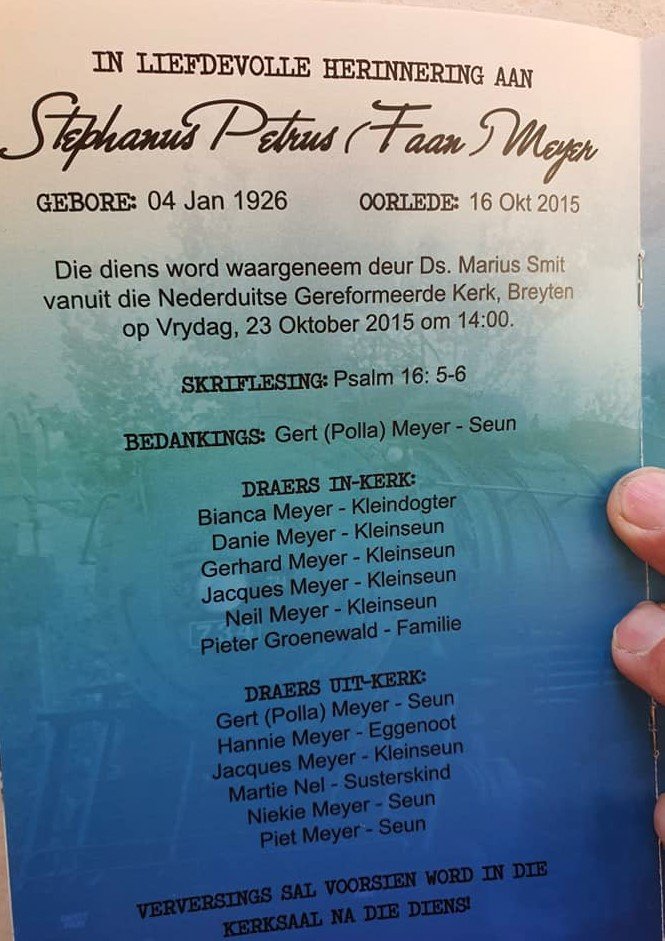 IN LIEFDEVOLLE HERINNERING AAN
Stephanus Petrus (Faan) Meyer
GEBORE: 04 Jan 1926 OORLEDE: 16 Okt 2015
Die diens word waargeneem deur Ds. Marius Smit
vanuit die Nederduitse Gereformeerde Kerk, Breyten
op Vrydag, 23 Oktober 2015 om 14:00.
SKRIFLESING: Psalm 16: 5-6
BEDANKINGS: Gert (Polla) Meyer - Seun
DRAERS IN-KERK:
Bianca Meyer - Kleindogter
Danie Meyer - Kleinseun
Gerhard Meyer - Kleinseun
Jacques Meyer - Kleinseun
Neil Meyer - Kleinseun
Pieter Groenewald - Familie
DRAERS UIT-KERK:
Gert (Polla) Meyer - Seun
Hannie Meyer - Eggenoot
Jacques Meyer - Kleinseun
Martie Nel - Susterskind
Niekie Meyer - Seun
Piet Meyer - Seun
VERVERSINGS SAL VOORSIEN WORD IN DIE
KERKSAAL NA DIE DIENS!